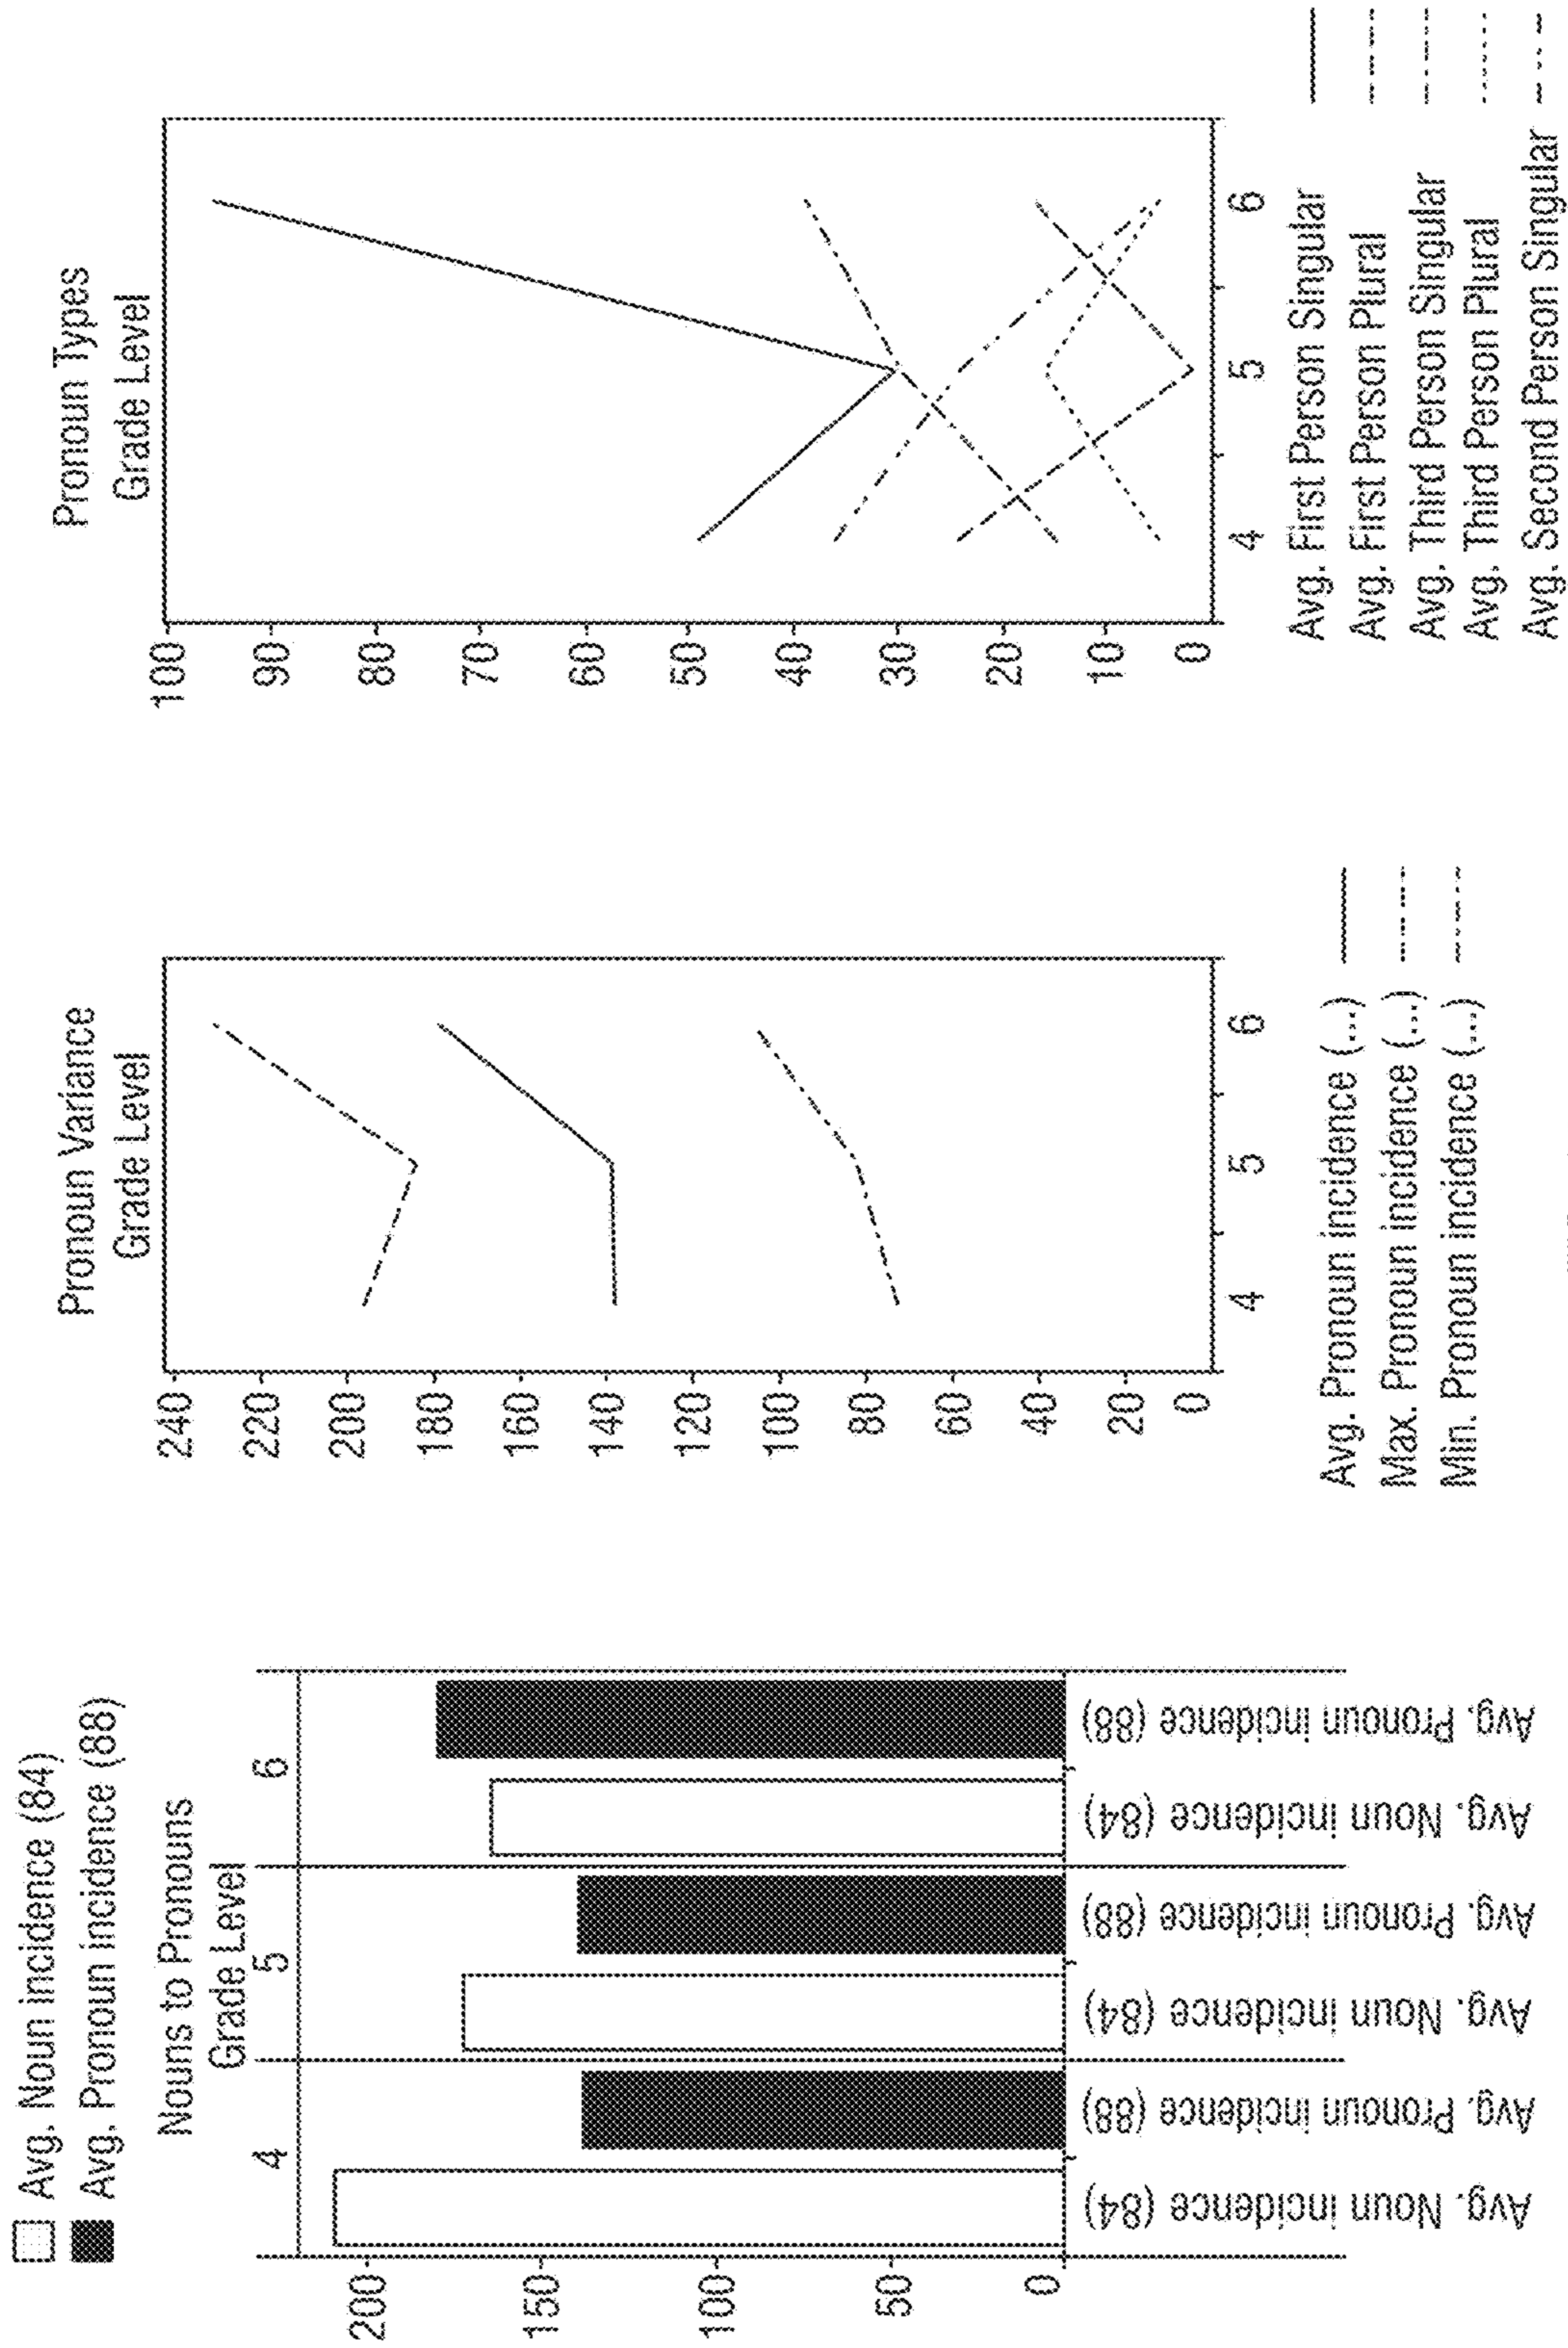 Avg. Noun incidence (84)
Avg. Pronoun incidence (88)
Nouns to Pronouns
Grade Level
4 5 6
200
150
100
50
0
Avg. Noun incidence (84)
Avg. Pronoun incidence (88)
Avg. Noun incidence (84)
Avg. Pronoun incidence (88)
Avg. Noun incidence (84)
Avg. Pronoun incidence (88)
Pronoun Variance
Grade Level
240
220
200
180
160
140
120
100
80
60
40
20
0
4 5 6
Avg. Pronoun incidence (...)
Max. Pronoun incidence (...)
Min. Pronoun incidence (...)
Pronoun Types
Grade Level
100
90
80
70
60
50
40
30
20
10
0
4 5 6
Avg. First Person Singular
Avg. First Person Plural
Avg. Third Person Singular
Avg. Third Person Plural
Avg. Second Person Singular